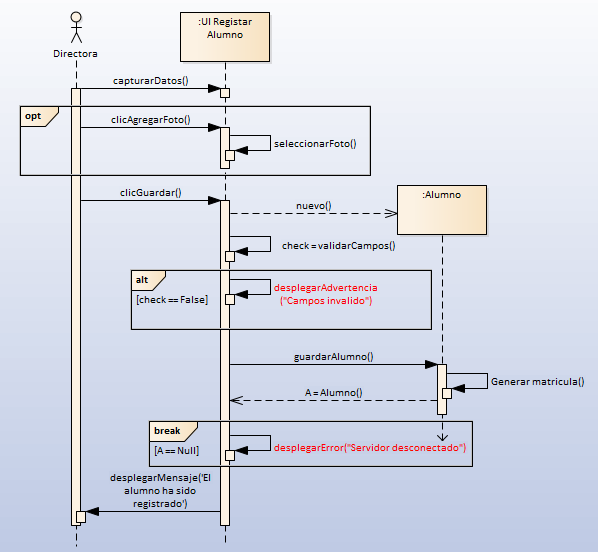 :UI Registar
Alumno
Directora
capturarDatos()
opt
clicAgregarFoto()
seleccionarFoto()
clicGuardar()
:Alumno
nuevo()
check = validarCampos()
alt
[check == False]
desplegarAdvertencia
("Campos invalido")
guardarAlumno()
Generar matricula()
A = Alumno()
break
[A == Null]
desplegarError("Servidor desconectado")
desplegarMensaje('El
alumno ha sido
registrado')